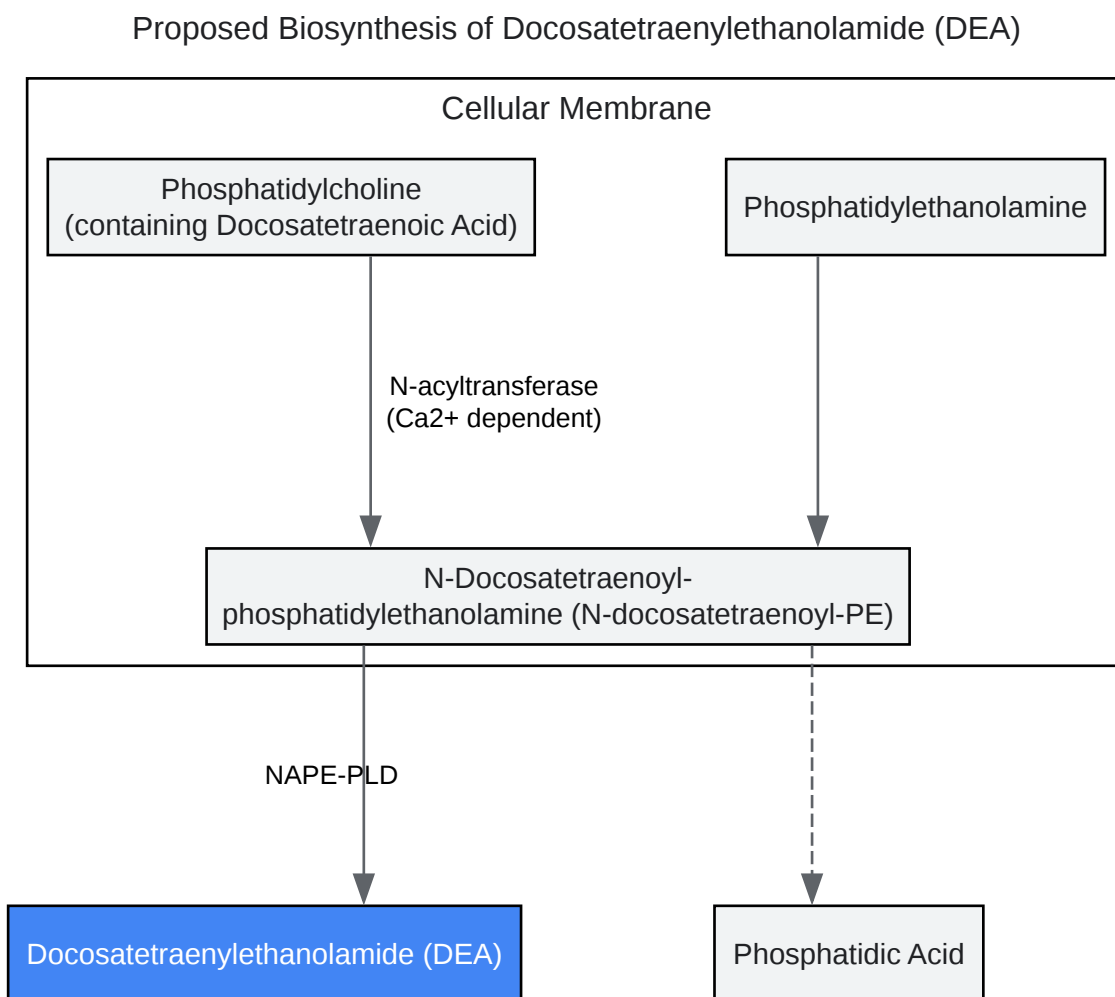 Proposed Biosynthesis of Docosatetraenylethanolamide (DEA)
Cellular Membrane
Phosphatidylcholine
(containing Docosatetraenoic Acid)
Phosphatidylethanolamine
N-acyltransferase
(Ca2+ dependent)
N-Docosatetraenoyl-
phosphatidylethanolamine (N-docosatetraenoyl-PE)
NAPE-PLD
Docosatetraenylethanolamide (DEA)
Phosphatidic Acid